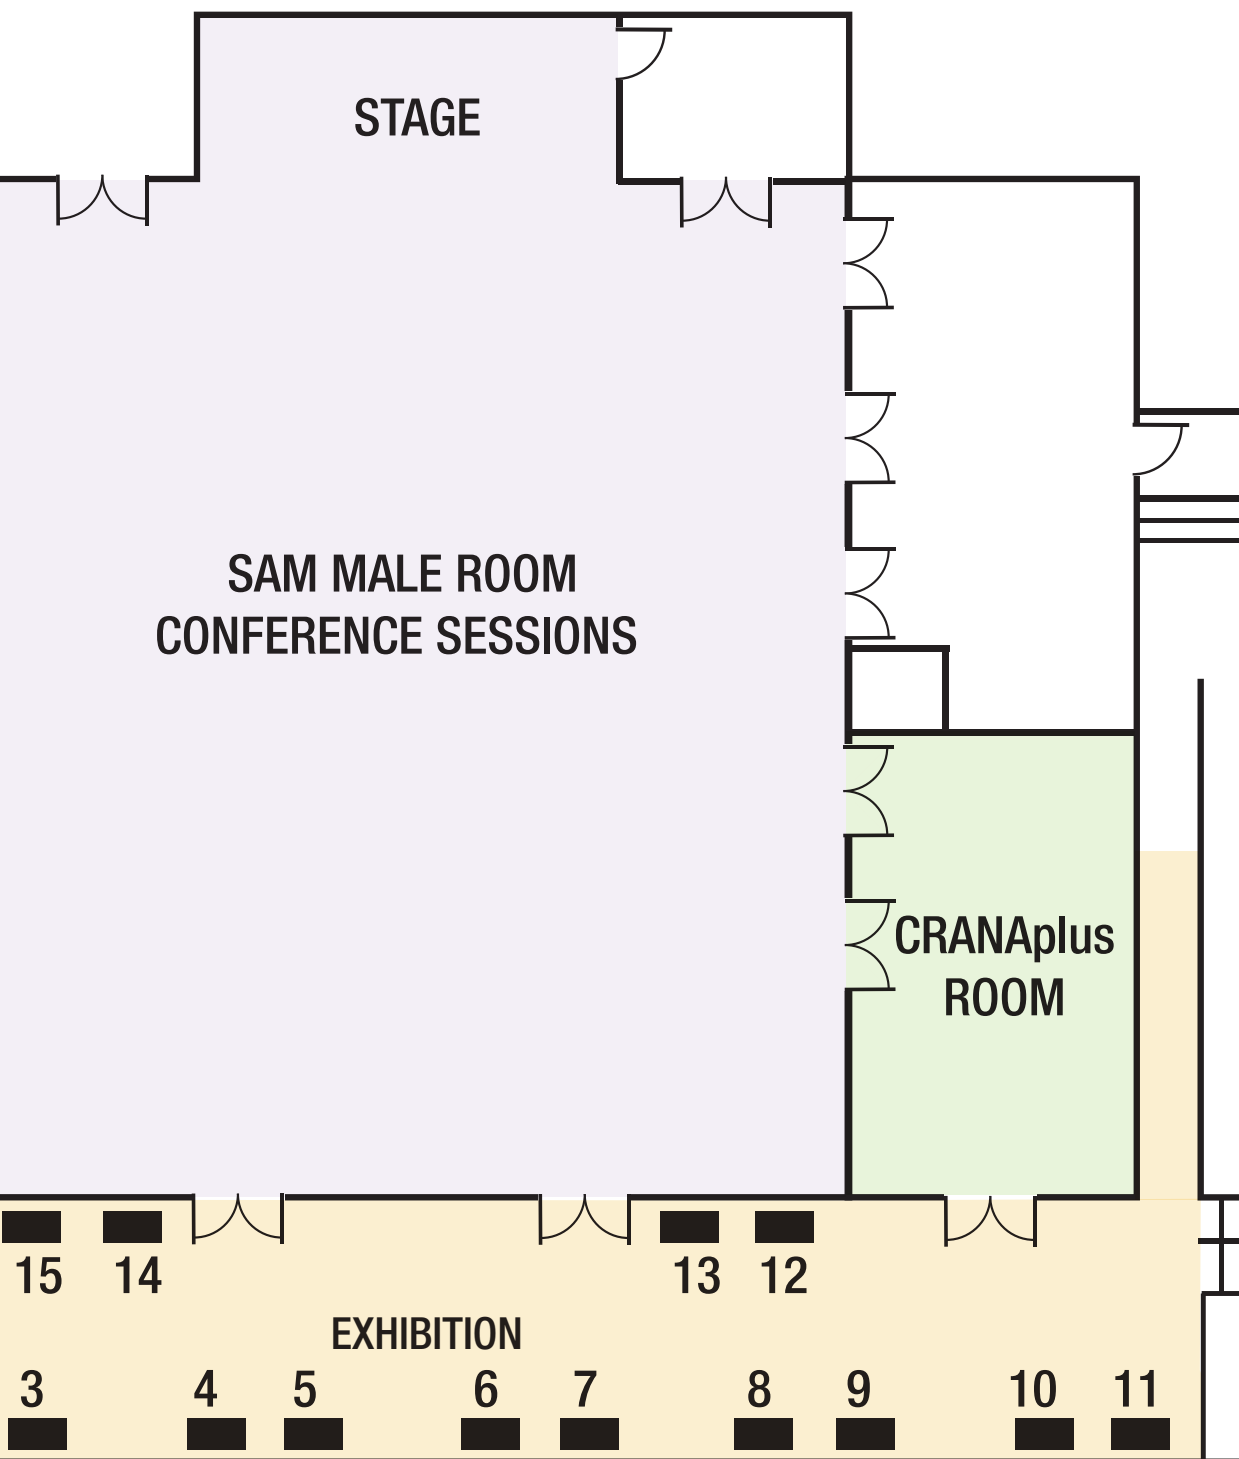 STAGE
SAM MALE ROOM
CONFERENCE SESSIONS
CRANAplus
ROOM
15 14 13 12
EXHIBITION
3 4 5 6 7 8 9 10 11